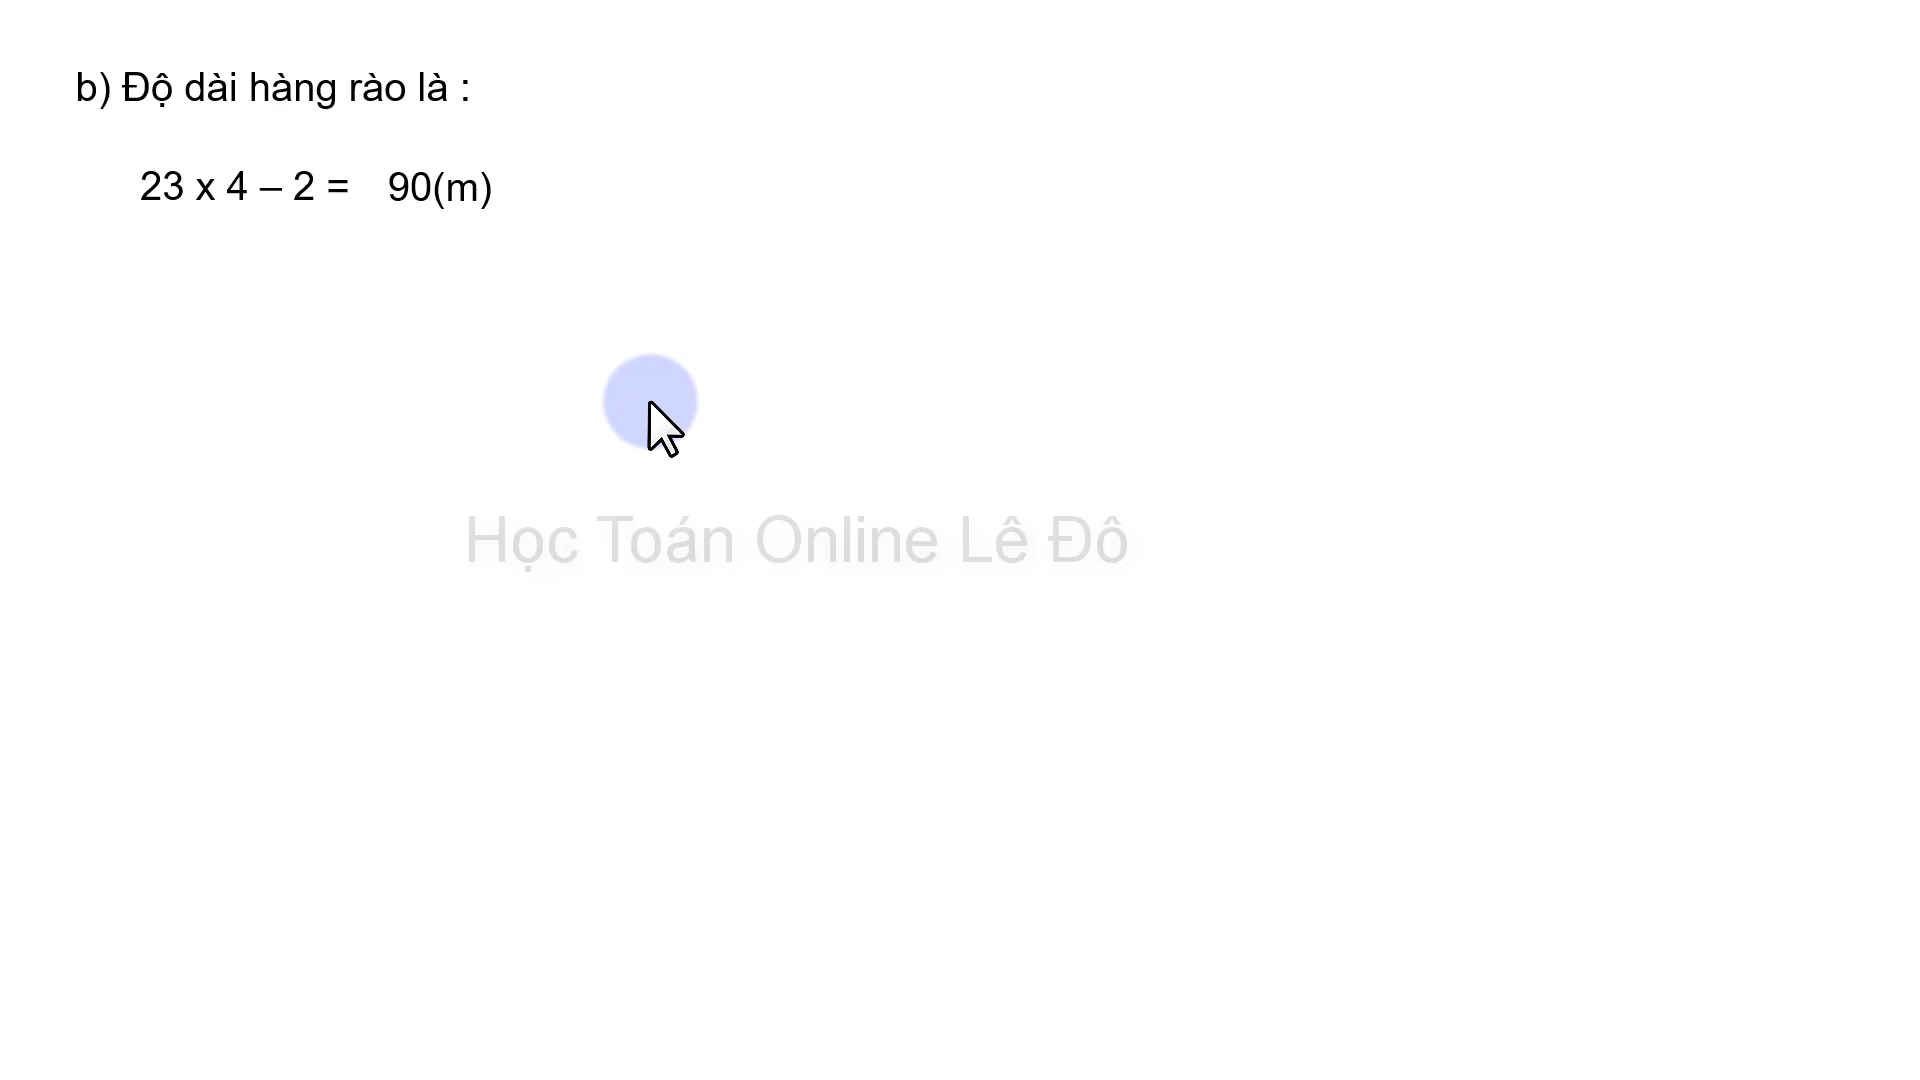 b) Độ dài hàng rào là :
23 x 4 – 2 = 90(m)
Học Toán Online Lê Đô